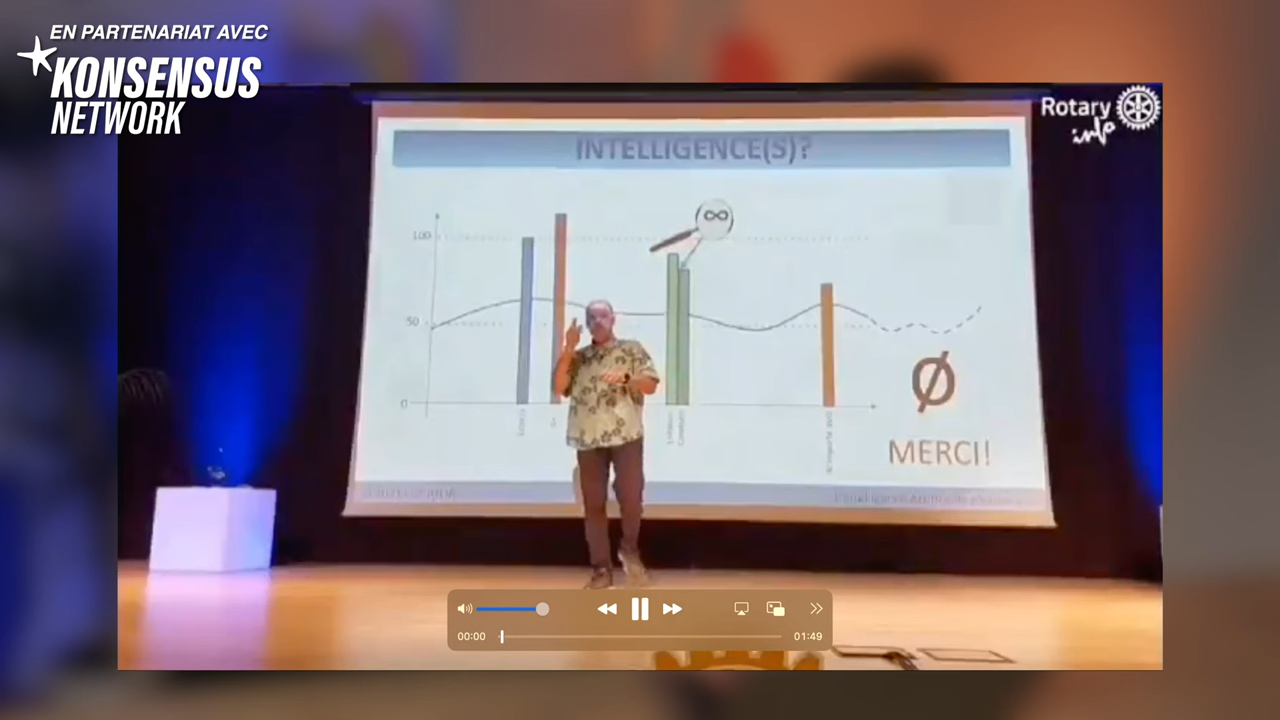 EN PARTENARIAT AVEC
KONSENSUS
NETWORK
Rotary
info
INTELLIGENCE(S)?
100
50
0
∞
Ø
MERCI!
00:00
01:49